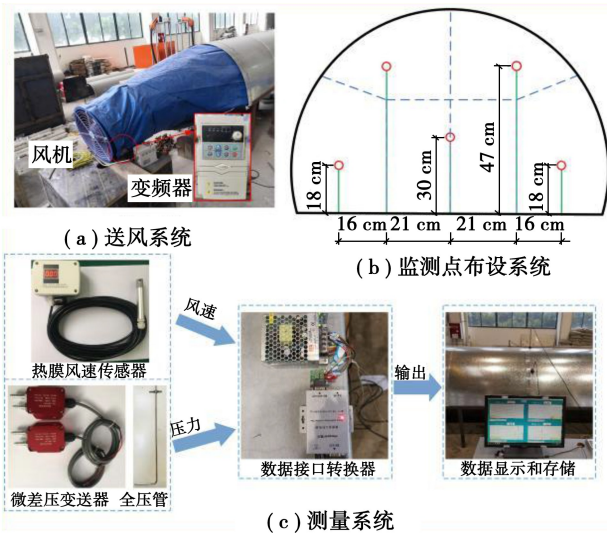 风机
变频器
(a)送风系统
18 cm
30 cm
47 cm
18 cm
16 cm
21 cm
21 cm
16 cm
(b)监测点布设系统
热膜风速传感器
风速
微差压变送器
全压管
压力
数据接口转换器
输出
数据显示和存储
(c)测量系统